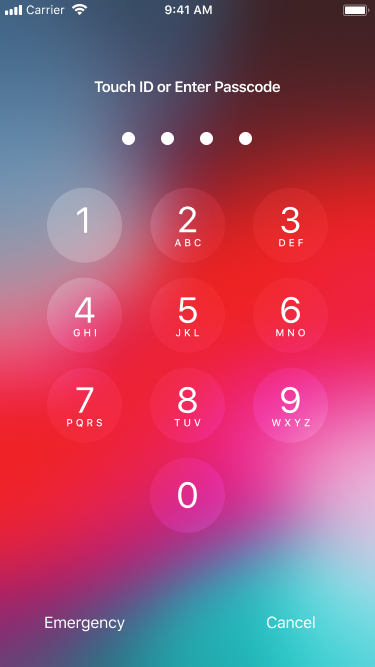 Carrier 9:41 AM
Touch ID or Enter Passcode
1 2 3
ABC DEF
4 5 6
GHI JKL MNO
7 8 9
PQRS TUV WXYZ
0
Emergency Cancel